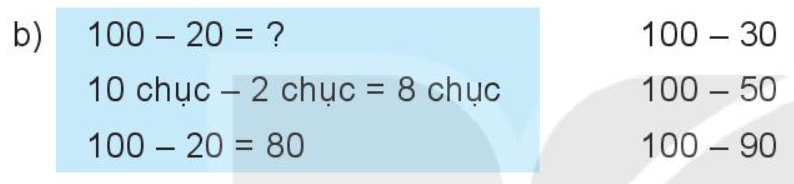 b) 100 – 20 = ? 100 – 30
10 chục – 2 chục = 8 chục 100 – 50
100 – 20 = 80 100 – 90